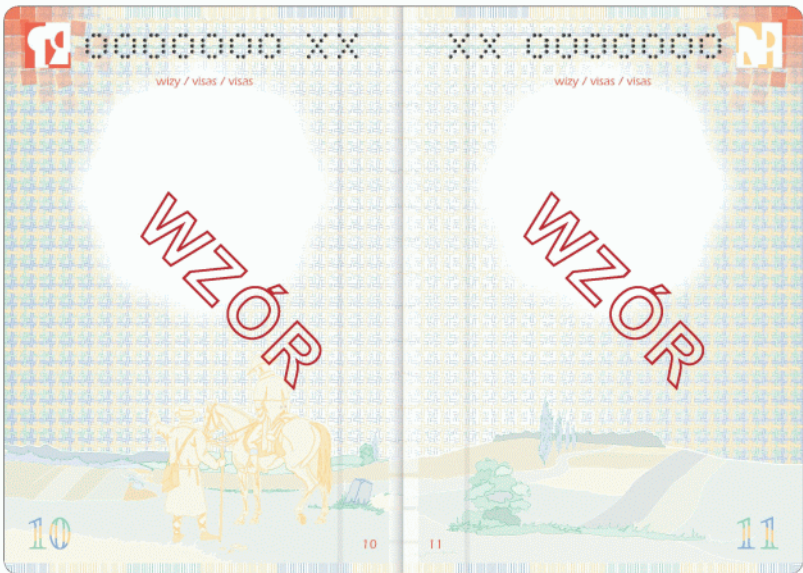 0000000 XX
wizy / visas / visas
WZÓR
10
10
XX 0000000
wizy / visas / visas
WZÓR
11
11